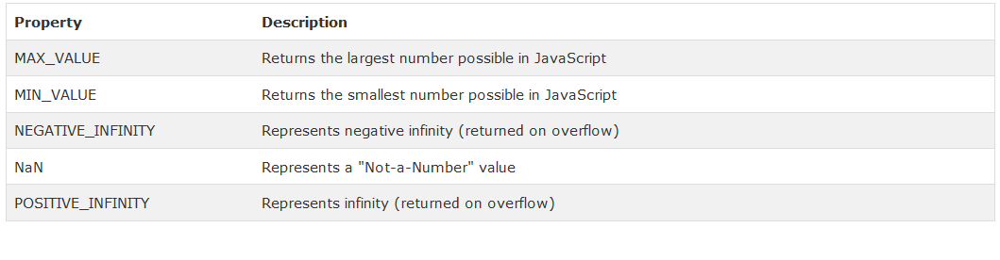 Property Description
MAX_VALUE Returns the largest number possible in JavaScript
MIN_VALUE Returns the smallest number possible in JavaScript
NEGATIVE_INFINITY Represents negative infinity (returned on overflow)
NaN Represents a "Not-a-Number" value
POSITIVE_INFINITY Represents infinity (returned on overflow)